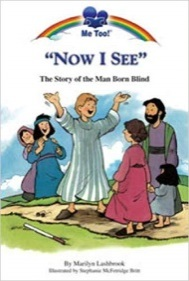 Me Too!
"NOW I SEE"
The Story of the Man Born Blind
By Marilyn Lashbrook
Illustrated by Stephanie McFetridge Britt